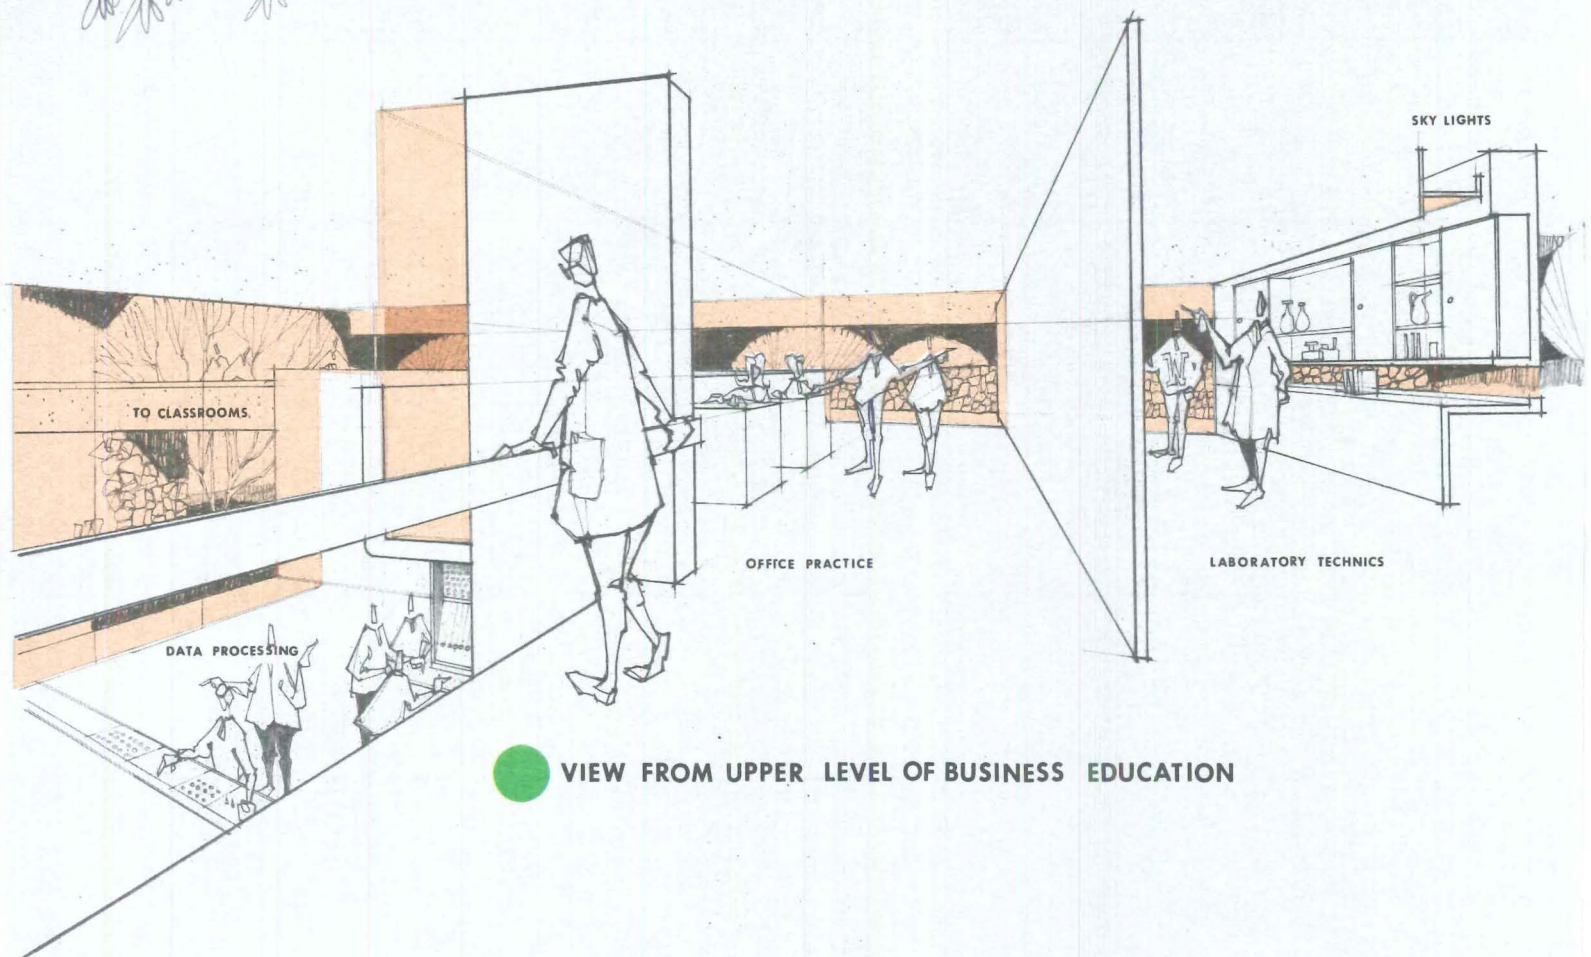 SKY LIGHTS
TO CLASSROOMS
N
OFFICE PRACTICE
LABORATORY TECHNICS
DATA PROCESSING
VIEW FROM UPPER LEVEL OF BUSINESS EDUCATION